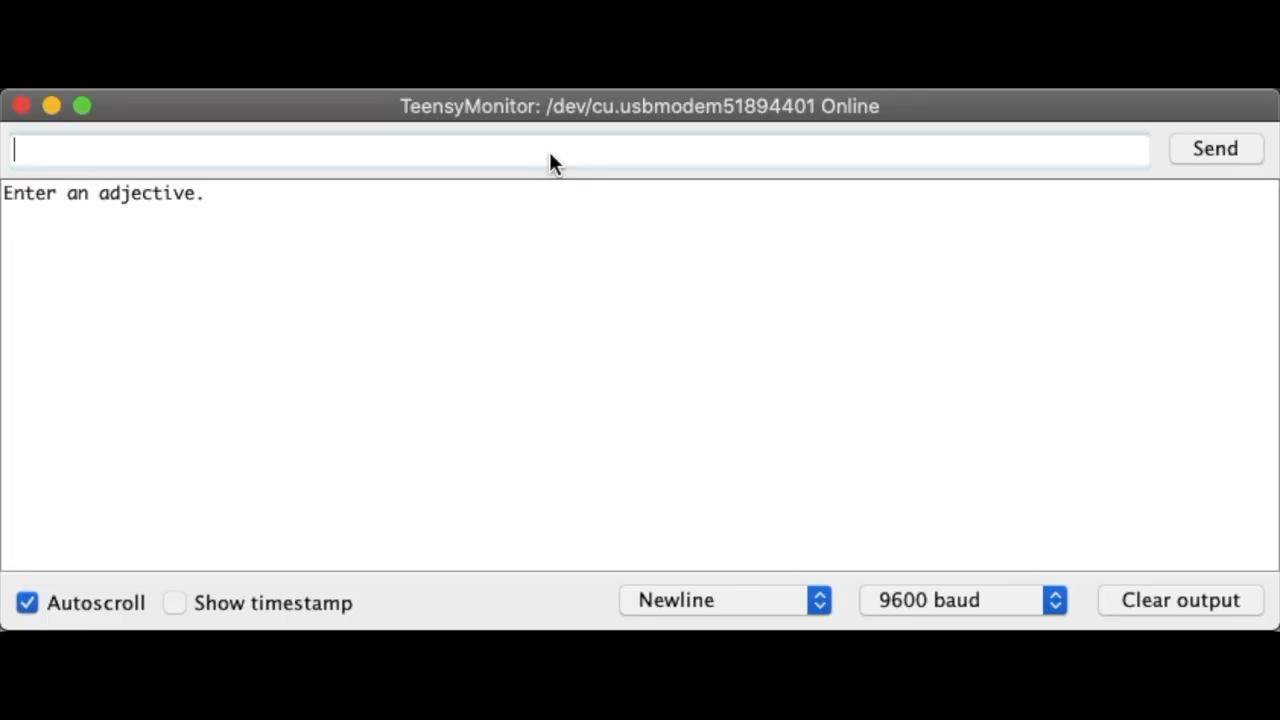 TeensyMonitor: /dev/cu.usbmodem51894401 Online
Send
Enter an adjective.
Autoscroll
Show timestamp
Newline
9600 baud
Clear output